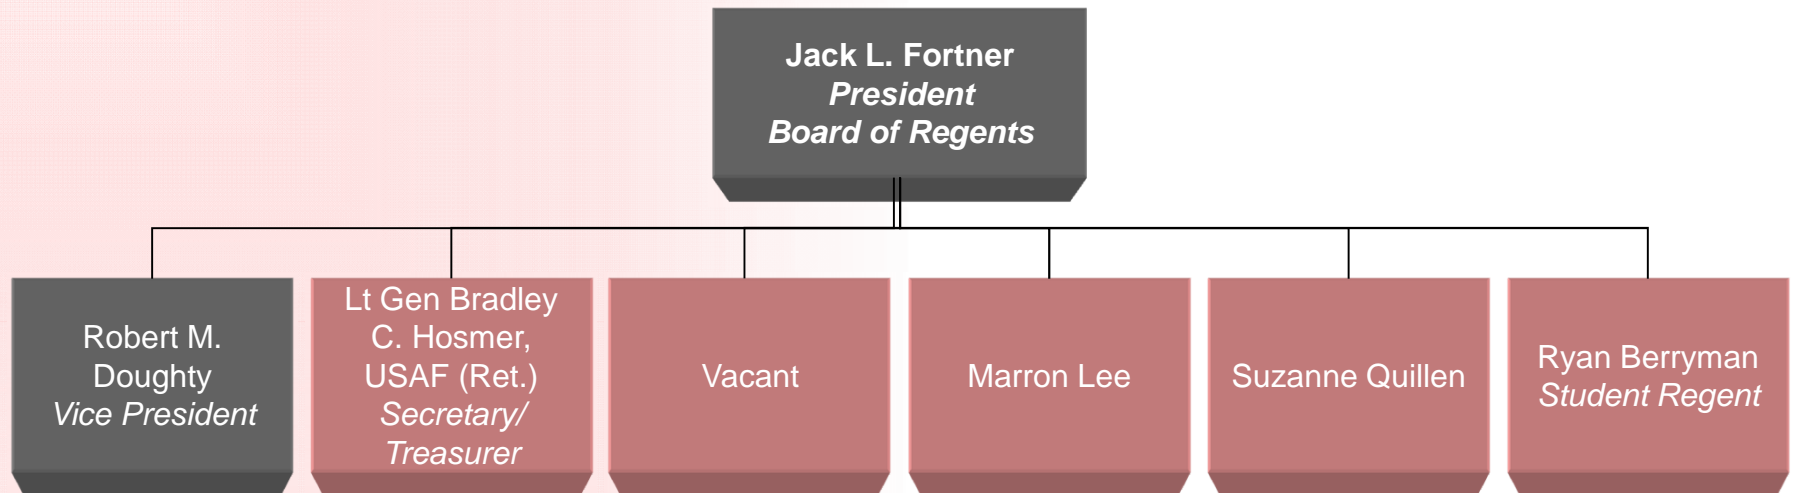 Jack L. Fortner
President
Board of Regents
Robert M.
Doughty
Vice President
Lt Gen Bradley
C. Hosmer,
USAF (Ret.)
Secretary/
Treasurer
Vacant
Marron Lee
Suzanne Quillen
Ryan Berryman
Student Regent